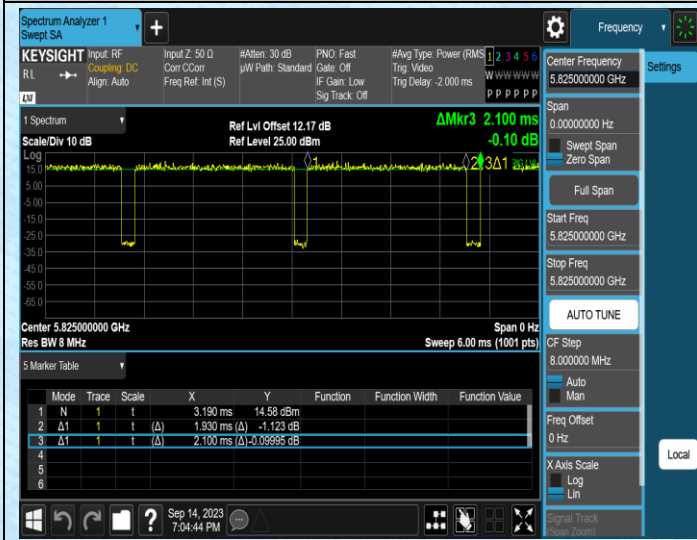 Spectrum Analyzer 1
Swept SA
Frequency
KEYSIGHT
RL
LXI
Input: RF
Coupling: DC
Align: Auto
Input Z: 50 Ω
Corr CCorr
Freq Ref: Int (S)
#Atten: 30 dB
µW Path: Standard
PNO: Fast
Gate: Off
IF Gain: Low
Sig Track: Off
#Avg Type: Power (RMS
Trig: Video
Trig Delay: -2.000 ms
1 2 3 4 5 6
W W W W W W
P P P P P P
1 Spectrum
Scale/Div 10 dB
Ref Lvl Offset 12.17 dB
Ref Level 25.00 dBm
ΔMkr3 2.100 ms
-0.10 dB
Log
15.0
5.00
-5.00
-15.0
-25.0
-35.0
-45.0
-55.0
-65.0
1
2
3Δ1
Center 5.825000000 GHz
Res BW 8 MHz
Span 0 Hz
Sweep 6.00 ms (1001 pts)
5 Marker Table
Mode Trace Scale X Y Function Function Width Function Value
1 N 1 t 3.190 ms 14.58 dBm
2 Δ1 1 t (Δ) 1.930 ms (Δ) -1.123 dB
3 Δ1 1 t (Δ) 2.100 ms (Δ) -0.09995 dB
4
5
6
Sep 14, 2023
7:04:44 PM
Center Frequency
5.825000000 GHz
Span
0.00000000 Hz
Swept Span
Zero Span
Full Span
Start Freq
5.825000000 GHz
Stop Freq
5.825000000 GHz
AUTO TUNE
CF Step
8.000000 MHz
Auto
Man
Freq Offset
0 Hz
X Axis Scale
Log
Lin
Signal Track
(Span Zoom)
Settings
Local